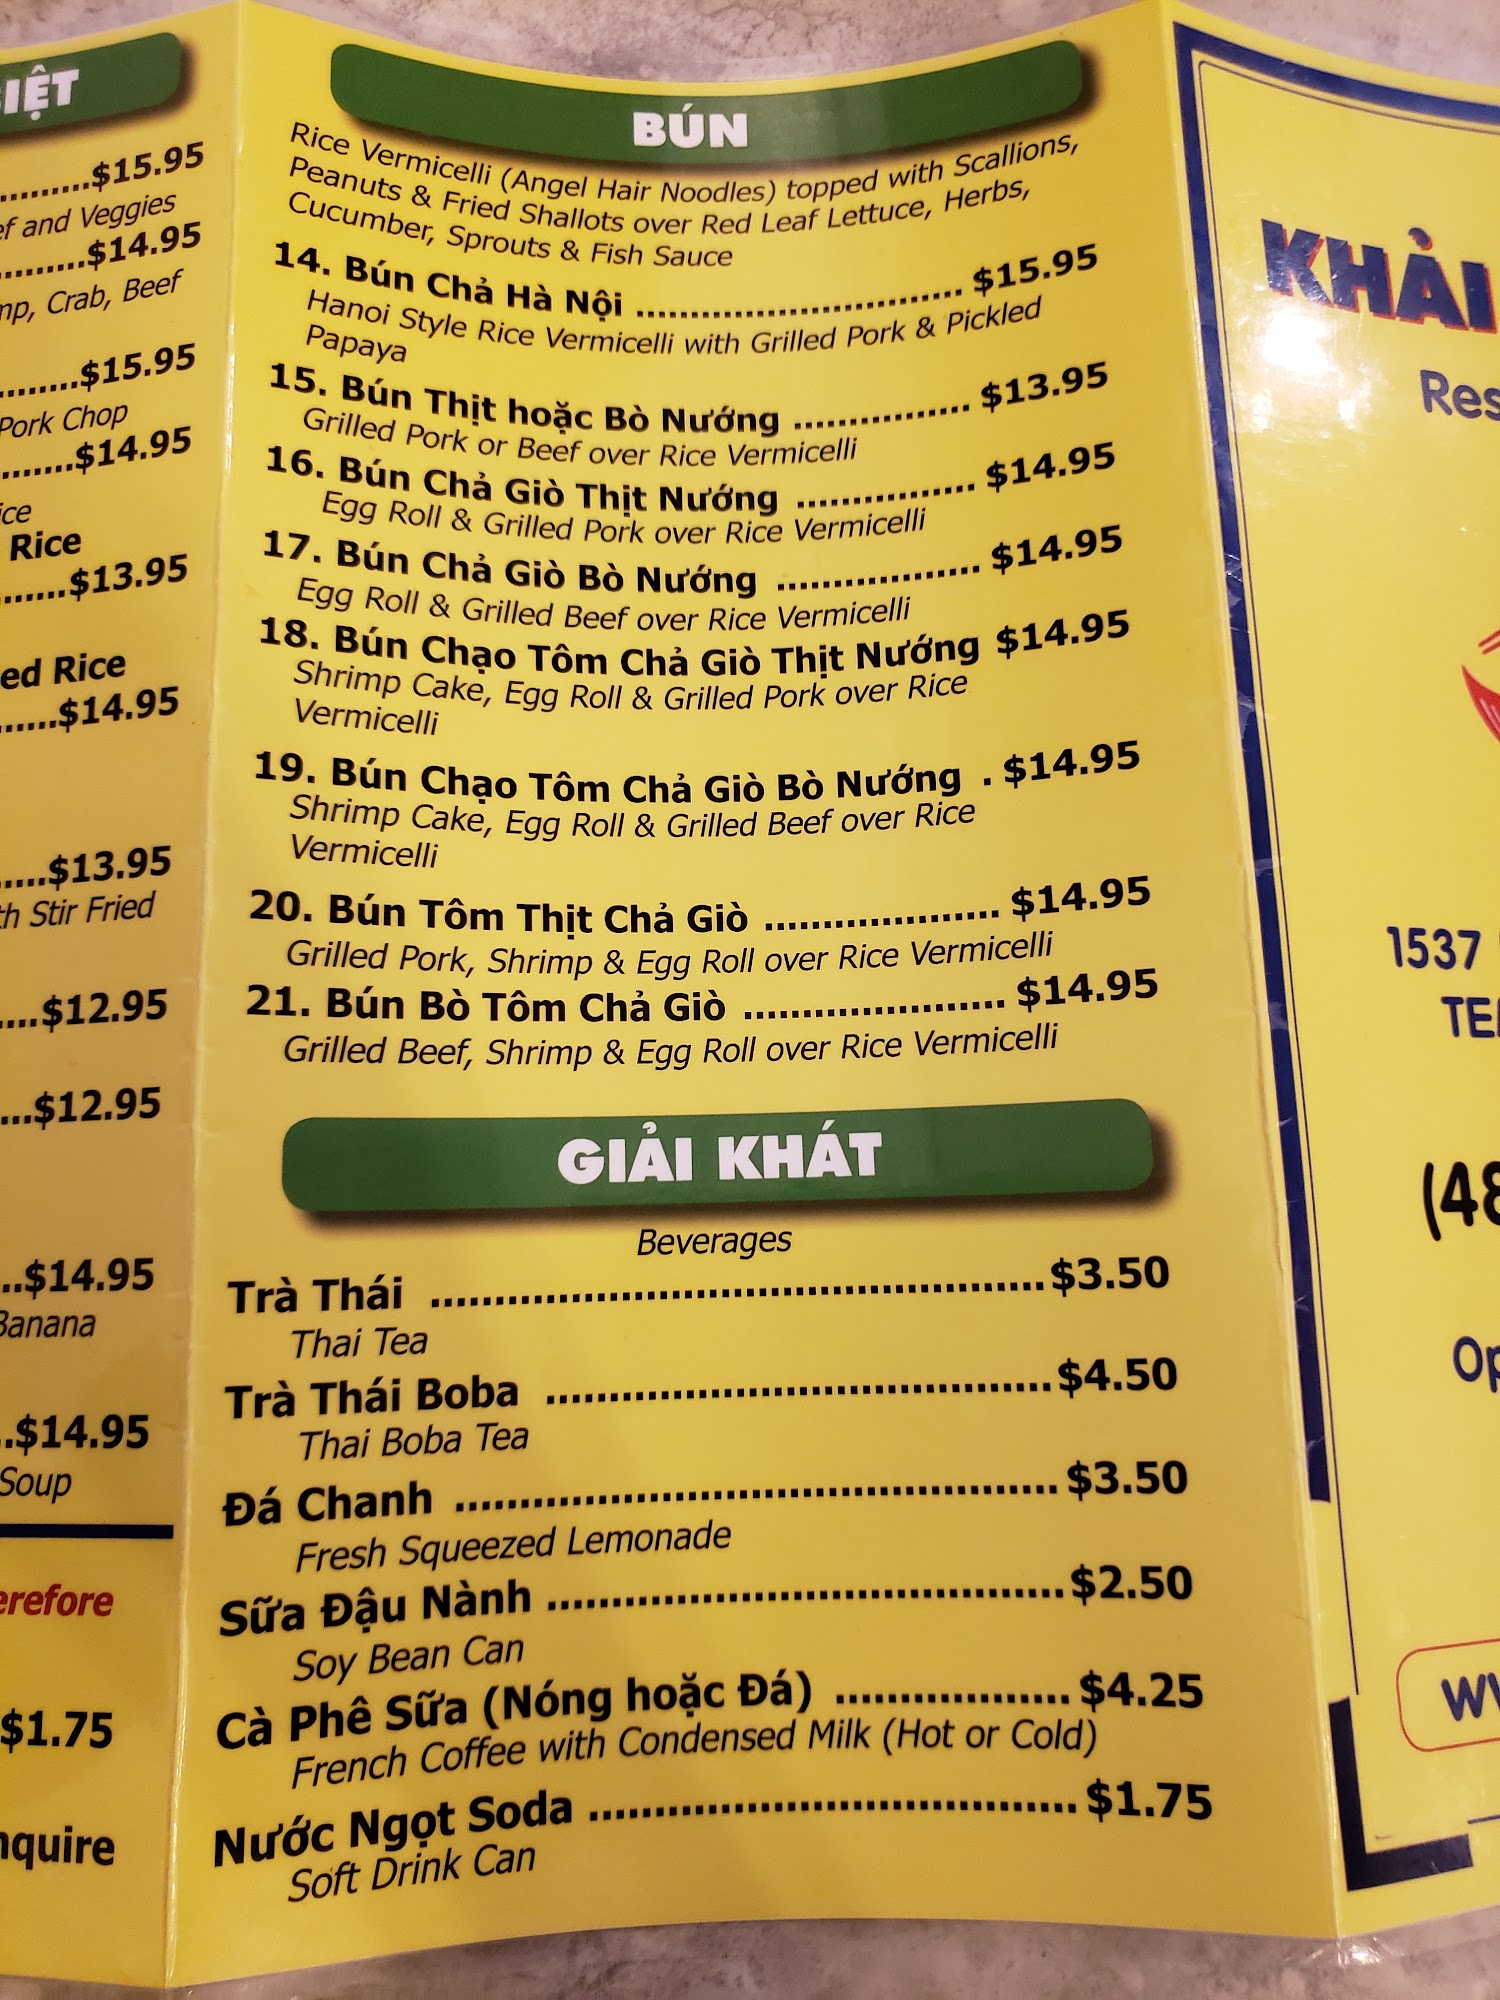 $15.95
and Veggies
$14.95
Crab, Beef
$15.95
Pork Chop
$14.95
Rice
$13.95
Rice
$14.95
$13.95
Stir Fried
$12.95
$12.95
$14.95
Banana
$14.95
Soup
$1.75
BÚN
Rice Vermicelli (Angel Hair Noodles) topped with Scallions,
Peanuts & Fried Shallots over Red Leaf Lettuce, Herbs,
Cucumber, Sprouts & Fish Sauce
14. Bún Chả Hà Nội ............................ $15.95
Hanoi Style Rice Vermicelli with Grilled Pork & Pickled
Papaya
15. Bún Thịt hoặc Bò Nướng ............... $13.95
Grilled Pork or Beef over Rice Vermicelli
16. Bún Chả Giò Thịt Nướng ............... $14.95
Egg Roll & Grilled Pork over Rice Vermicelli
17. Bún Chả Giò Bò Nướng ................. $14.95
Egg Roll & Grilled Beef over Rice Vermicelli
18. Bún Chạo Tôm Chả Giò Thịt Nướng $14.95
Shrimp Cake, Egg Roll & Grilled Pork over Rice
Vermicelli
19. Bún Chạo Tôm Chả Giò Bò Nướng . $14.95
Shrimp Cake, Egg Roll & Grilled Beef over Rice
Vermicelli
20. Bún Tôm Thịt Chả Giò .................... $14.95
Grilled Pork, Shrimp & Egg Roll over Rice Vermicelli
21. Bún Bò Tôm Chả Giò ...................... $14.95
Grilled Beef, Shrimp & Egg Roll over Rice Vermicelli
GIẢI KHÁT
Beverages
Trà Thái ................................................$3.50
Thai Tea
Trà Thái Boba ........................................$4.50
Thai Boba Tea
Đá Chanh ...............................................$3.50
Fresh Squeezed Lemonade
Sữa Đậu Nành ........................................$2.50
Soy Bean Can
Cà Phê Sữa (Nóng hoặc Đá) ..................$4.25
French Coffee with Condensed Milk (Hot or Cold)
Nước Ngọt Soda .....................................$1.75
Soft Drink Can
KHẢI
1537